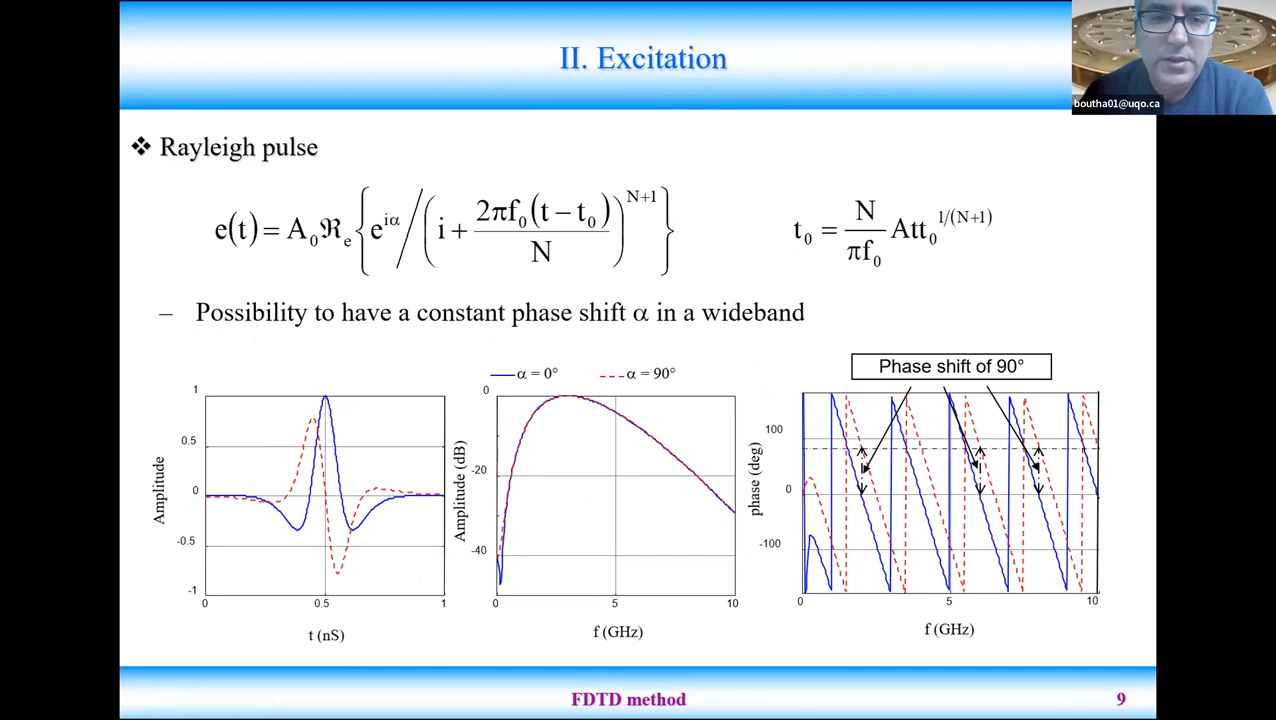 II. Excitation
boutha01@uqo.ca
❖ Rayleigh pulse
e(t) = A₀ℜₑ{e^{iα} / (i + 2πf₀(t − t₀) / N)^{N+1}}
t₀ = N / πf₀ Att₀^{1/(N+1)}
– Possibility to have a constant phase shift α in a wideband
α = 0° α = 90°
Phase shift of 90°
1
0.5
0
-0.5
-1
Amplitude
0 0.5 1
t (nS)
0
-20
-40
Amplitude (dB)
0 5 10
f (GHz)
100
0
-100
phase (deg)
0 5 10
f (GHz)
FDTD method
9